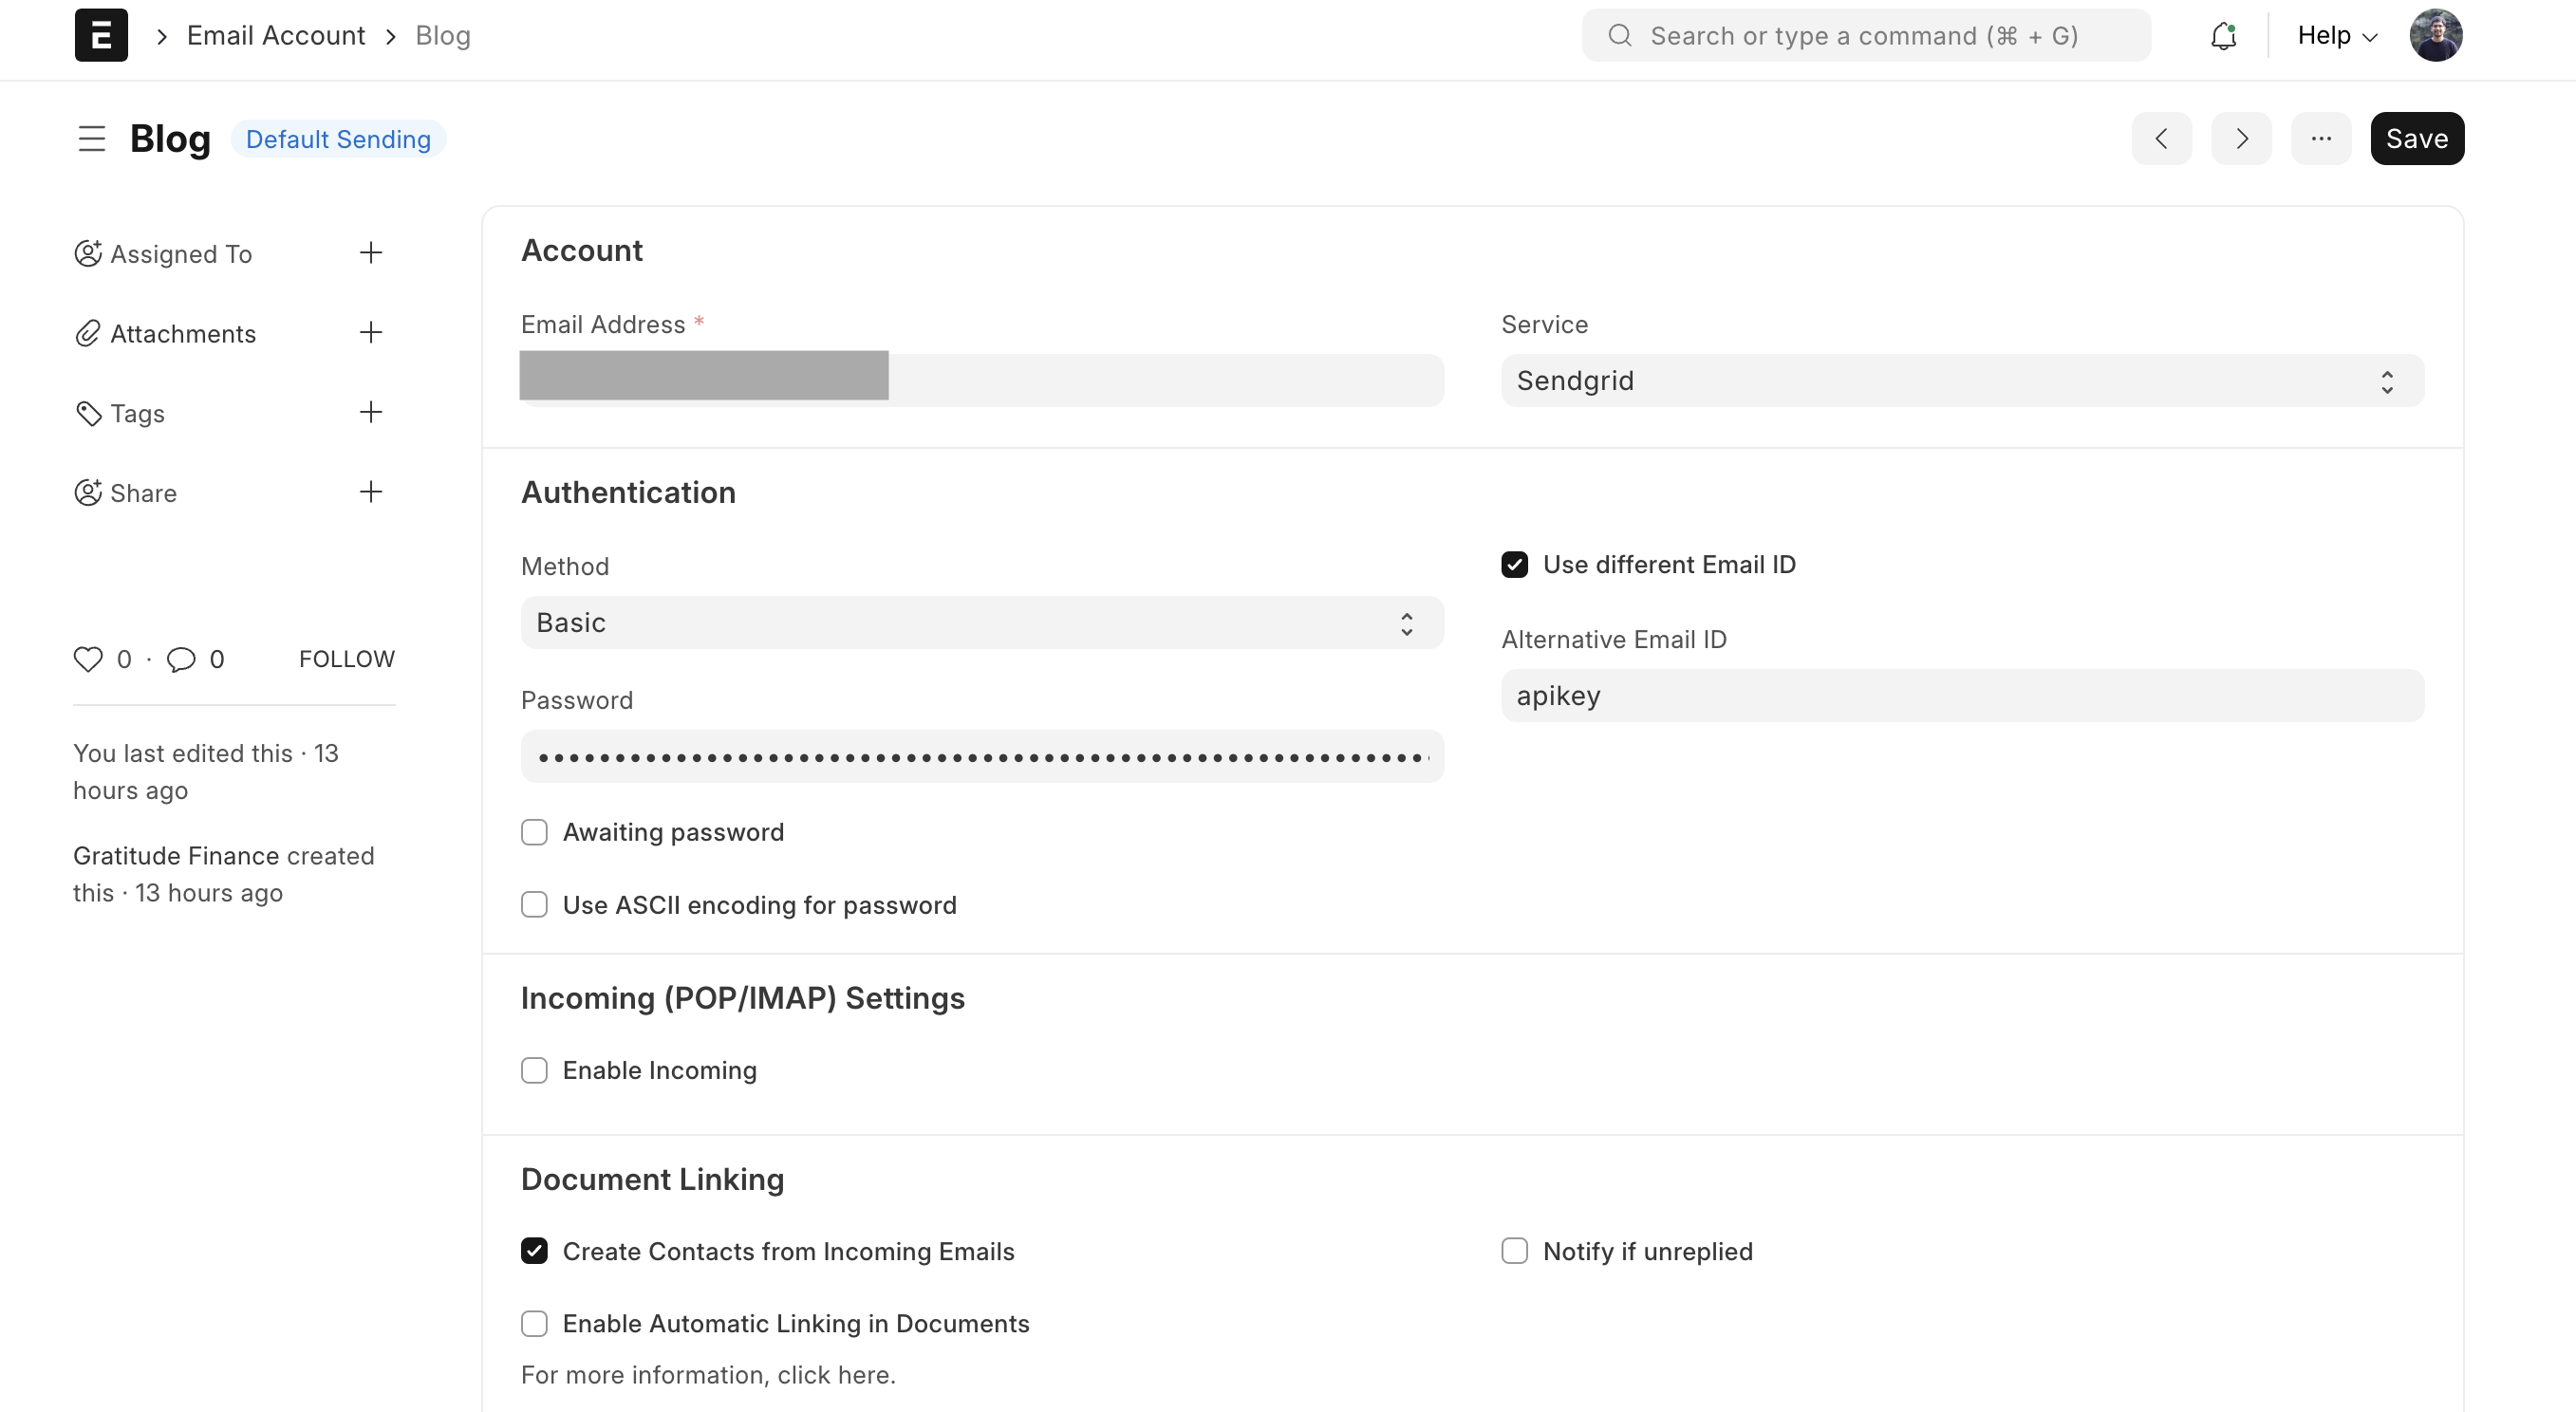 E
Email Account
Blog
Search or type a command (⌘ + G)
Help
Blog
Default Sending
...
Save
Assigned To
Attachments
Tags
Share
0 · 0
FOLLOW
You last edited this · 13
hours ago
Gratitude Finance created
this · 13 hours ago
Account
Email Address *
Service
Sendgrid
Authentication
Method
Basic
Use different Email ID
Alternative Email ID
apikey
Password
Awaiting password
Use ASCII encoding for password
Incoming (POP/IMAP) Settings
Enable Incoming
Document Linking
Create Contacts from Incoming Emails
Notify if unreplied
Enable Automatic Linking in Documents
For more information, click here.